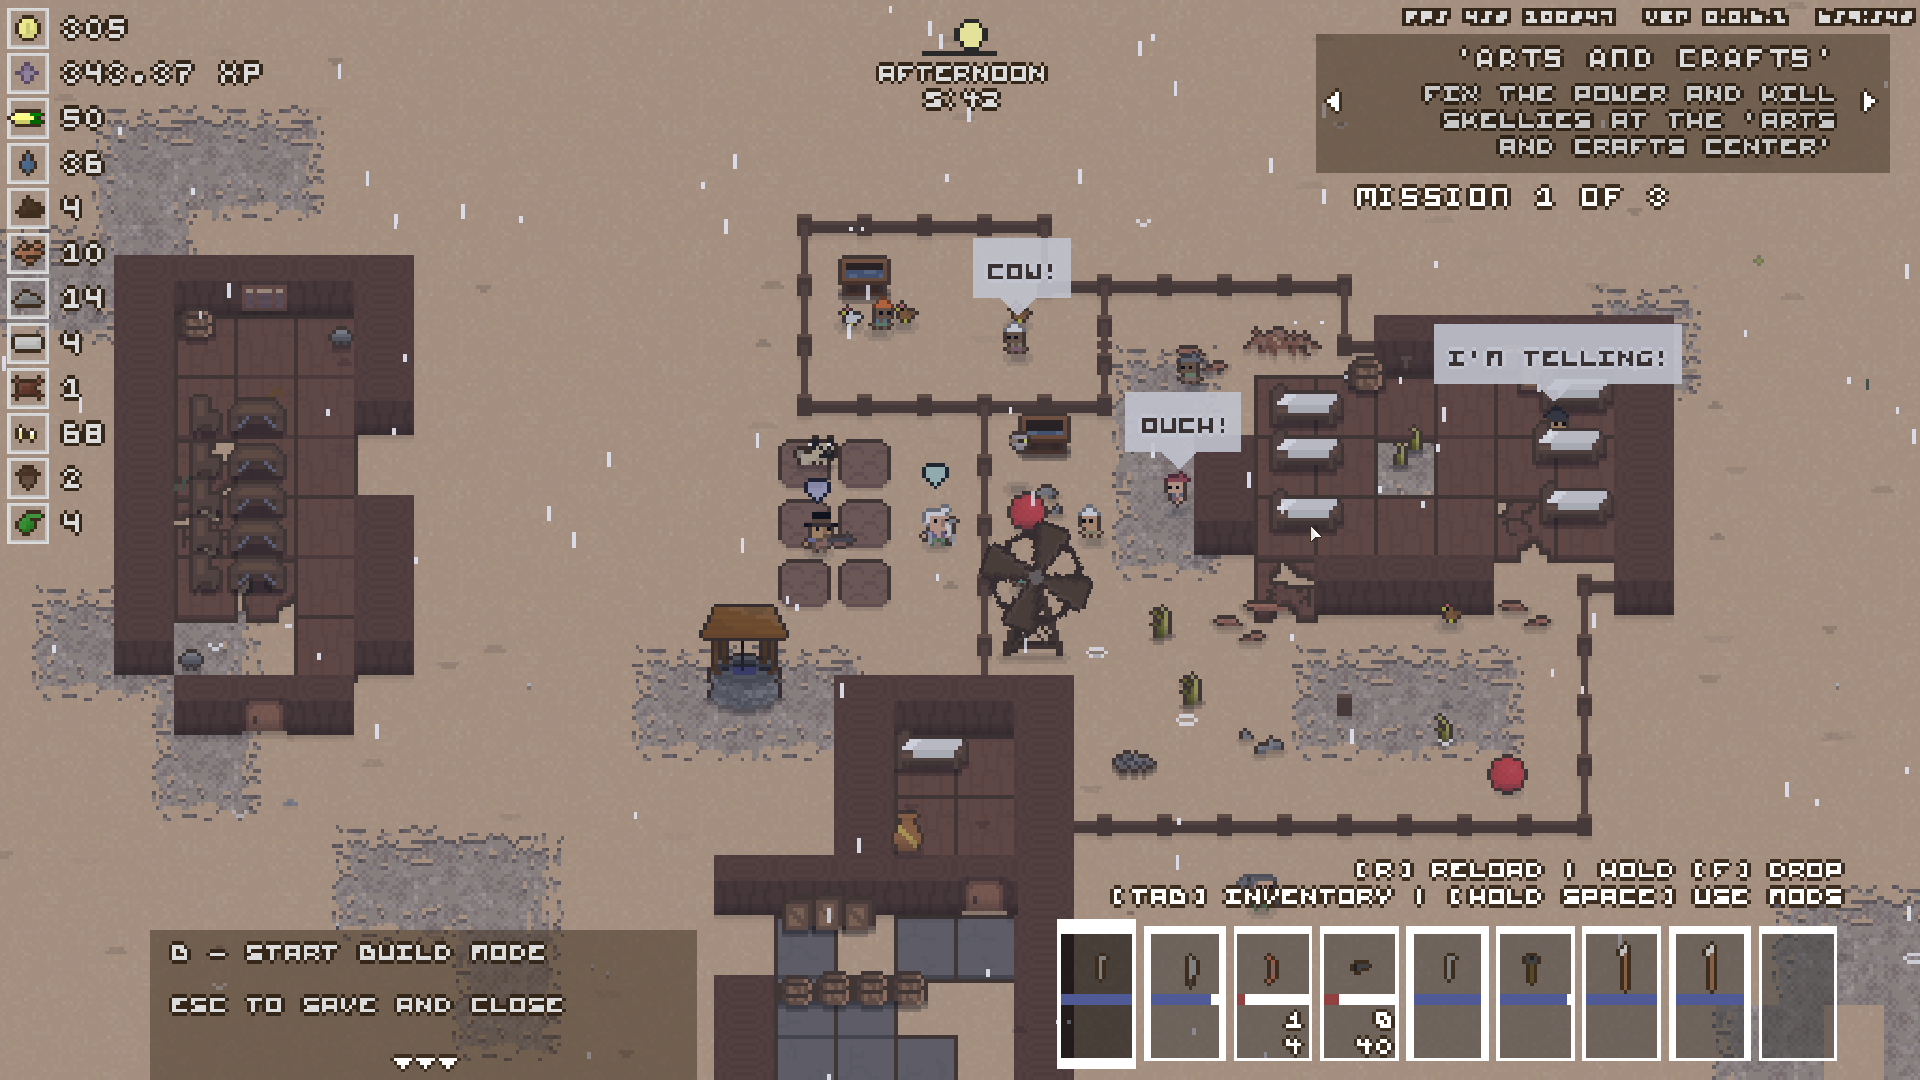 305
343.37 XP
50
36
4
10
14
4
1
68
2
4
AFTERNOON
5:42
'ARTS AND CRAFTS'
FIX THE POWER AND KILL
SKELLIES AT THE 'ARTS
AND CRAFTS CENTER'
MISSION 1 OF 8
COW!
I'M TELLING!
OUCH!
[R] RELOAD | HOLD [F] DROP
[TAB] INVENTORY | [HOLD SPACE] USE MODS
1
4
0
40
B - START BUILD MODE
ESC TO SAVE AND CLOSE